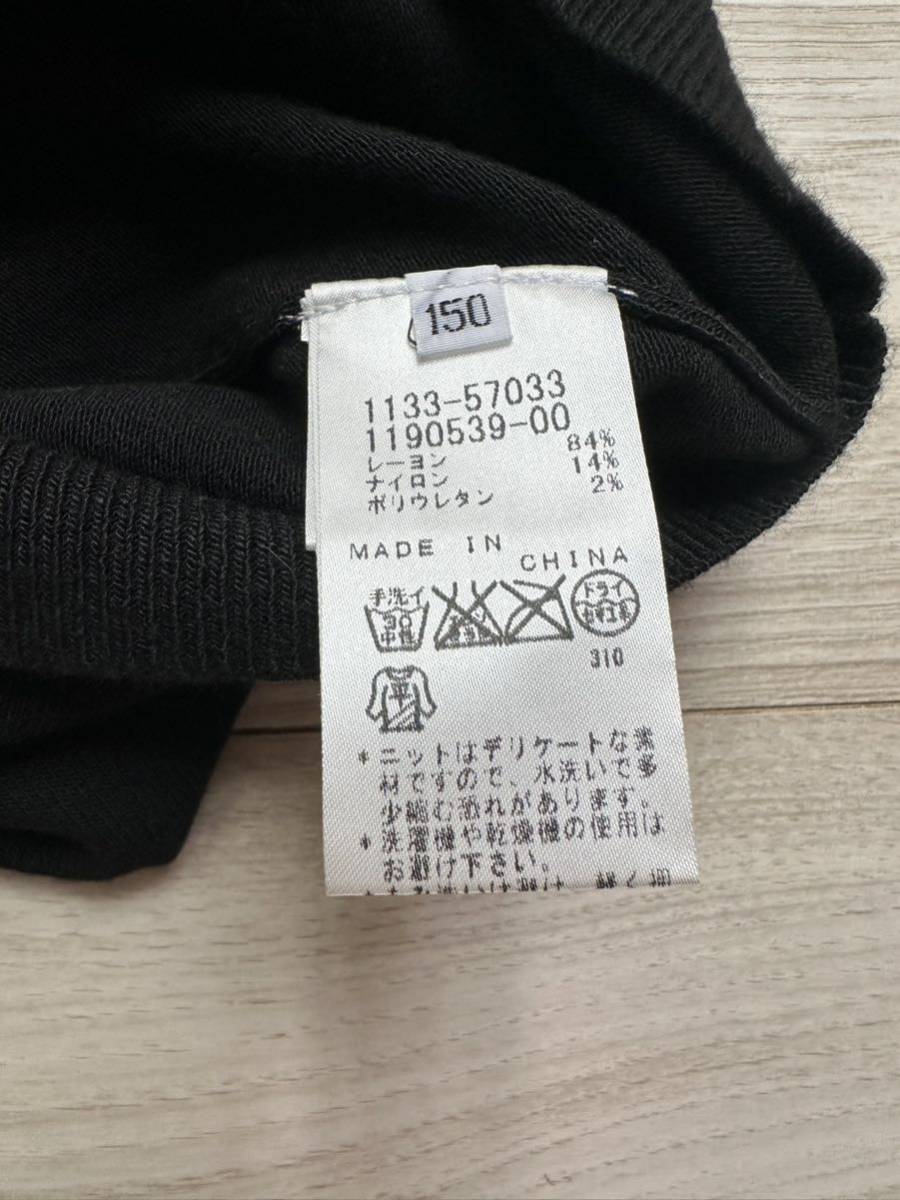 150
1133-57033
1190539-00
レーヨン 84%
ナイロン 14%
ポリウレタン 2%
MADE IN CHINA
手洗イ
30
中性
ドライ
310
平
*ニットはデリケートな素
材ですので、水洗いで多
少縮む恐れがあります。
*洗濯機や乾燥機の使用は
お避け下さい。